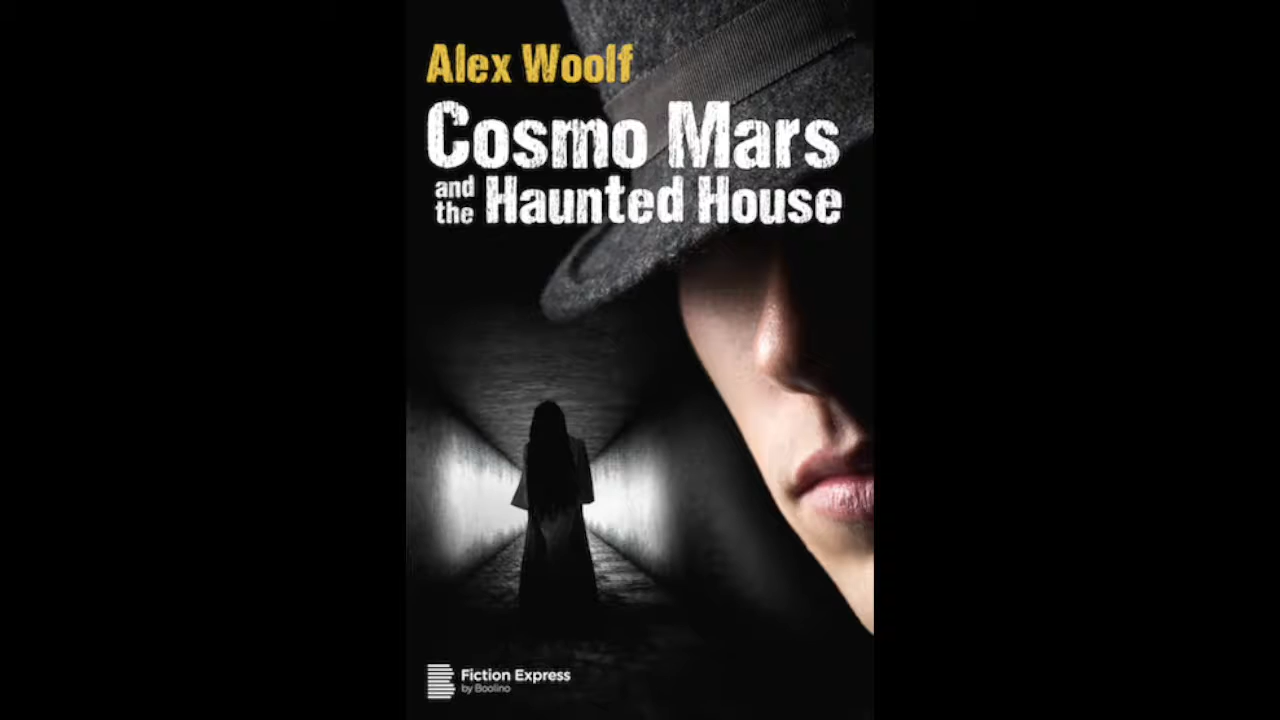 Alex Woolf
Cosmo Mars
and the Haunted House
Fiction Express
by Boolino